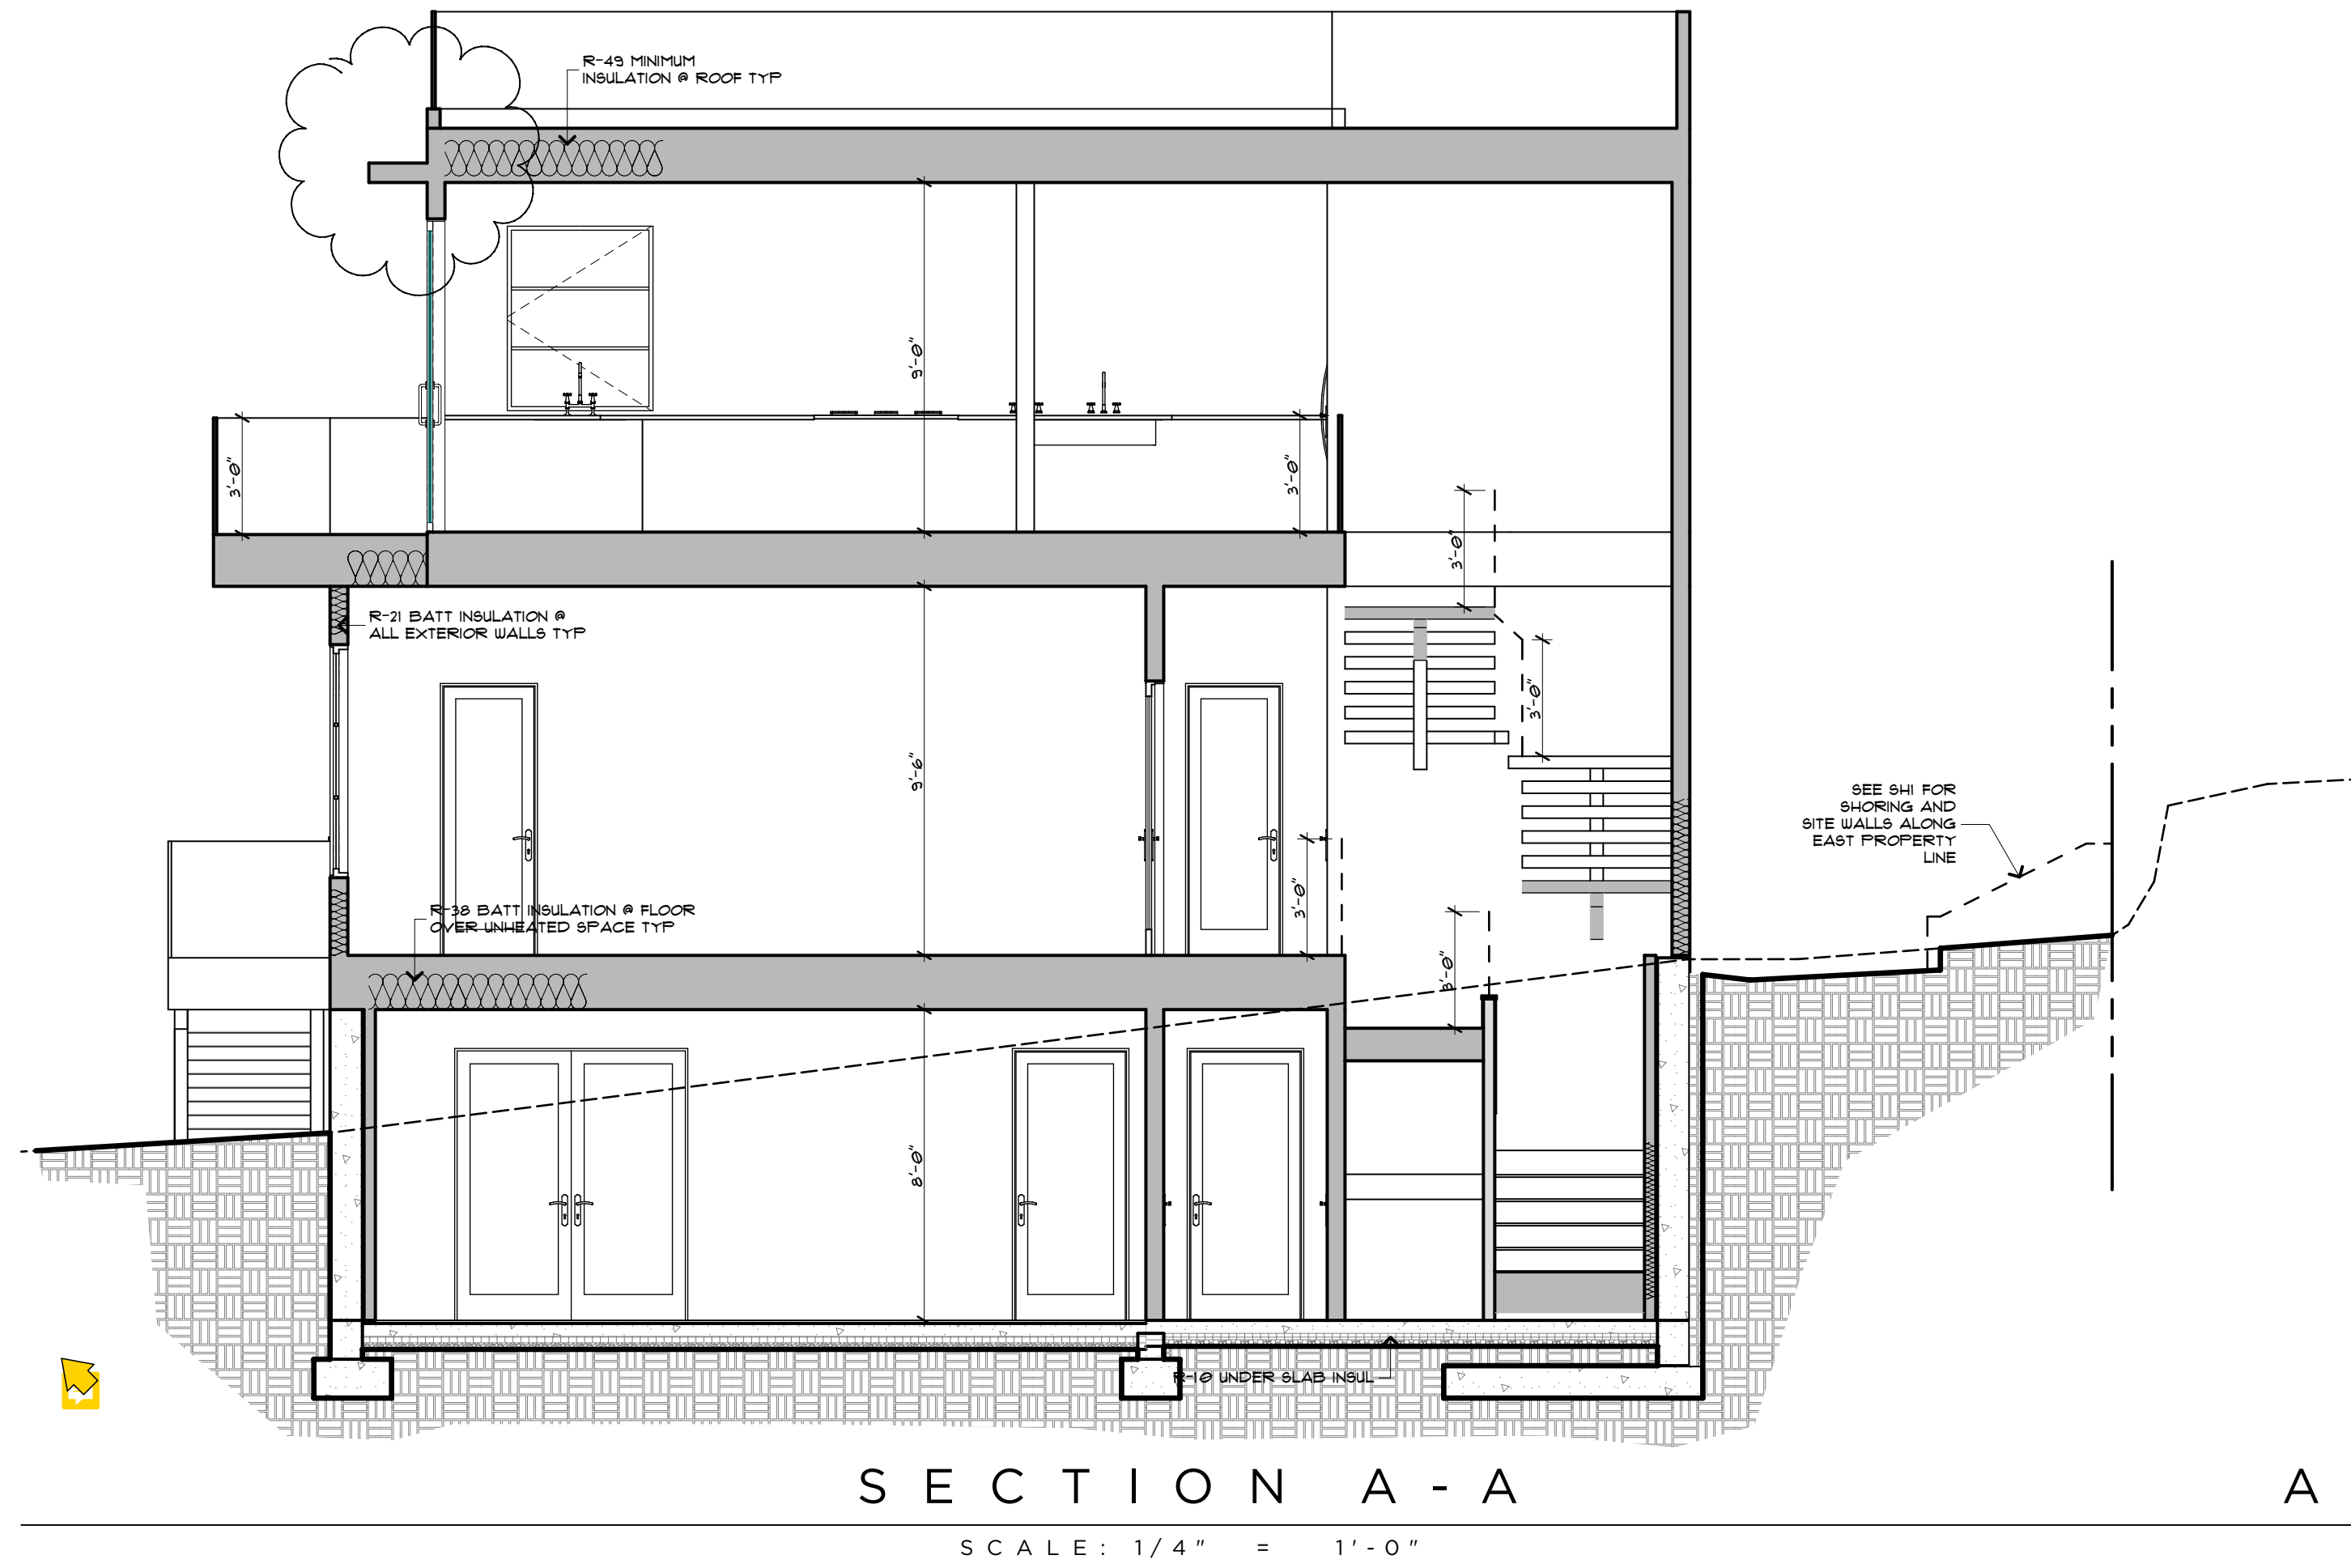 R-49 MINIMUM
INSULATION @ ROOF TYP
9'-0"
3'-0"
3'-0"
3'-0"
R-21 BATT INSULATION @
ALL EXTERIOR WALLS TYP
3'-0"
9'-6"
SEE SH1 FOR
SHORING AND
SITE WALLS ALONG
EAST PROPERTY
LINE
3'-0"
R-38 BATT INSULATION @ FLOOR
OVER UNHEATED SPACE TYP
3'-0"
8'-0"
R-10 UNDER SLAB INSUL
SECTION A-A
A
SCALE: 1/4" = 1'-0"